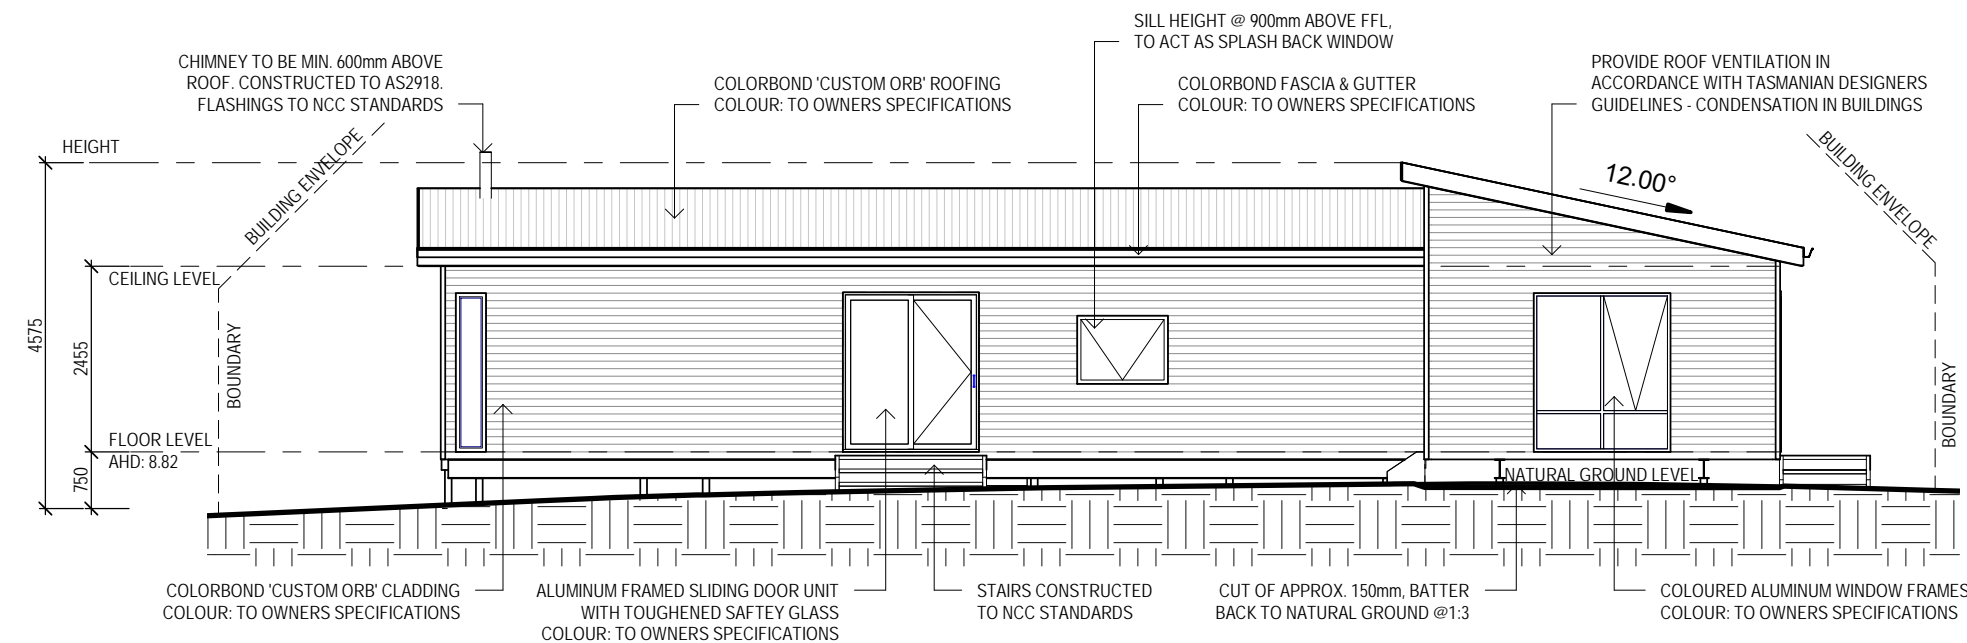 SILL HEIGHT @ 900mm ABOVE FFL,
TO ACT AS SPLASH BACK WINDOW
CHIMNEY TO BE MIN. 600mm ABOVE
ROOF. CONSTRUCTED TO AS2918.
FLASHINGS TO NCC STANDARDS
COLORBOND 'CUSTOM ORB' ROOFING
COLOUR: TO OWNERS SPECIFICATIONS
COLORBOND FASCIA & GUTTER
COLOUR: TO OWNERS SPECIFICATIONS
PROVIDE ROOF VENTILATION IN
ACCORDANCE WITH TASMANIAN DESIGNERS
GUIDELINES - CONDENSATION IN BUILDINGS
HEIGHT
BUILDING ENVELOPE
12.00°
BUILDING ENVELOPE
CEILING LEVEL
4575
2455
BOUNDARY
BOUNDARY
FLOOR LEVEL
AHD: 8.82
750
NATURAL GROUND LEVEL
COLORBOND 'CUSTOM ORB' CLADDING
COLOUR: TO OWNERS SPECIFICATIONS
ALUMINUM FRAMED SLIDING DOOR UNIT
WITH TOUGHENED SAFTEY GLASS
COLOUR: TO OWNERS SPECIFICATIONS
STAIRS CONSTRUCTED
TO NCC STANDARDS
CUT OF APPROX. 150mm, BATTER
BACK TO NATURAL GROUND @1:3
COLOURED ALUMINUM WINDOW FRAMES
COLOUR: TO OWNERS SPECIFICATIONS